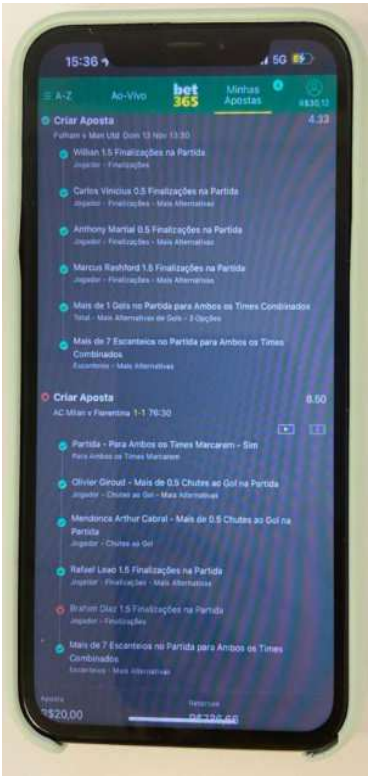 15:36 5G
A-Z Ao-Vivo bet365 Minhas Apostas R$30,12
Criar Aposta 4.33
Fulham v Man Utd Dom 13 Nov 13:30
Willian 1.5 Finalizações na Partida
Jogador - Finalizações
Carlos Vinicius 0.5 Finalizações na Partida
Jogador - Finalizações - Mais Alternativas
Anthony Martial 0.5 Finalizações na Partida
Jogador - Finalizações - Mais Alternativas
Marcus Rashford 1.5 Finalizações na Partida
Jogador - Finalizações - Mais Alternativas
Mais de 1 Gols no Partida para Ambos os Times Combinados
Total - Mais Alternativas de Gols - 3 Opções
Mais de 7 Escanteios no Partida para Ambos os Times
Combinados
Escanteios - Mais Alternativas
Criar Aposta 8.50
AC Milan v Fiorentina 1-1 76:30
Partida - Para Ambos os Times Marcarem - Sim
Para Ambos os Times Marcarem
Olivier Giroud - Mais de 0.5 Chutes ao Gol na Partida
Jogador - Chutes ao Gol - Mais Alternativas
Mendonca Arthur Cabral - Mais de 0.5 Chutes ao Gol na
Partida
Jogador - Chutes ao Gol
Rafael Leao 1.5 Finalizações na Partida
Jogador - Finalizações - Mais Alternativas
Brahim Diaz 1.5 Finalizações na Partida
Jogador - Finalizações
Mais de 7 Escanteios no Partida para Ambos os Times
Combinados
Escanteios - Mais Alternativas
Aposta Retornos
R$20,00